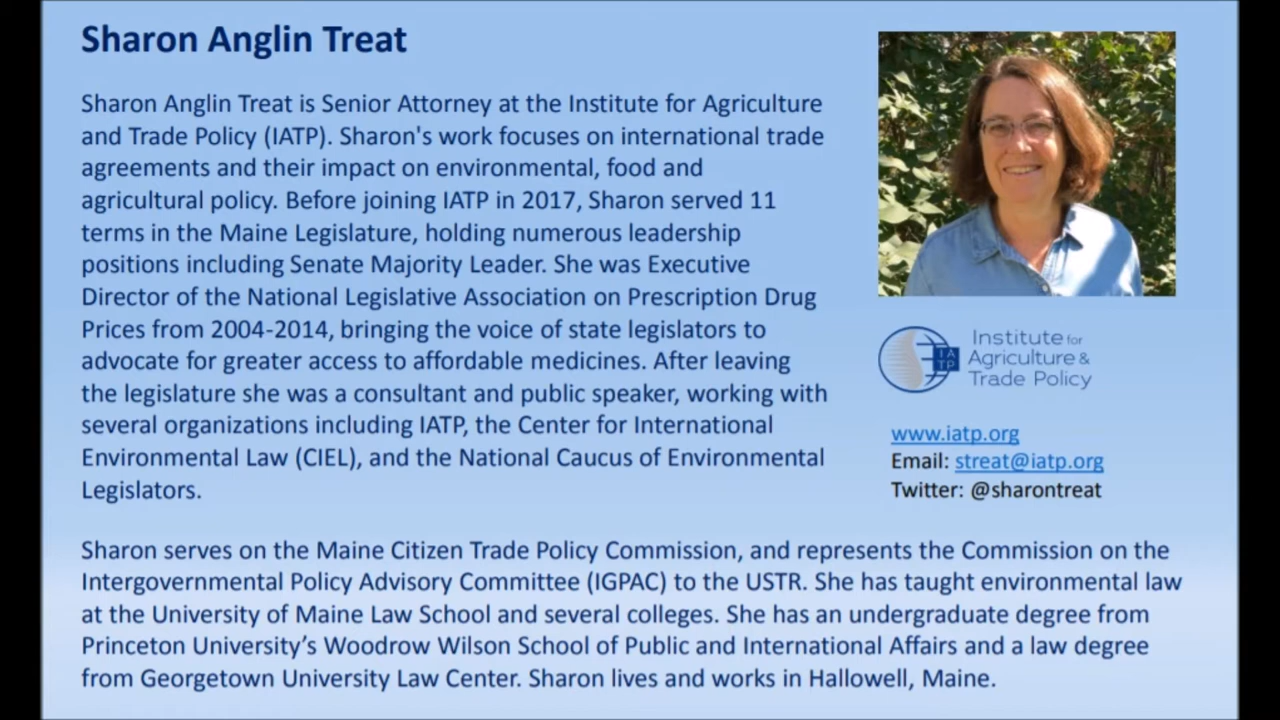 Sharon Anglin Treat
Sharon Anglin Treat is Senior Attorney at the Institute for Agriculture
and Trade Policy (IATP). Sharon's work focuses on international trade
agreements and their impact on environmental, food and
agricultural policy. Before joining IATP in 2017, Sharon served 11
terms in the Maine Legislature, holding numerous leadership
positions including Senate Majority Leader. She was Executive
Director of the National Legislative Association on Prescription Drug
Prices from 2004-2014, bringing the voice of state legislators to
advocate for greater access to affordable medicines. After leaving
the legislature she was a consultant and public speaker, working with
several organizations including IATP, the Center for International
Environmental Law (CIEL), and the National Caucus of Environmental
Legislators.
IA
TP
Institute for
Agriculture &
Trade Policy
www.iatp.org
Email: streat@iatp.org
Twitter: @sharontreat
Sharon serves on the Maine Citizen Trade Policy Commission, and represents the Commission on the
Intergovernmental Policy Advisory Committee (IGPAC) to the USTR. She has taught environmental law
at the University of Maine Law School and several colleges. She has an undergraduate degree from
Princeton University’s Woodrow Wilson School of Public and International Affairs and a law degree
from Georgetown University Law Center. Sharon lives and works in Hallowell, Maine.